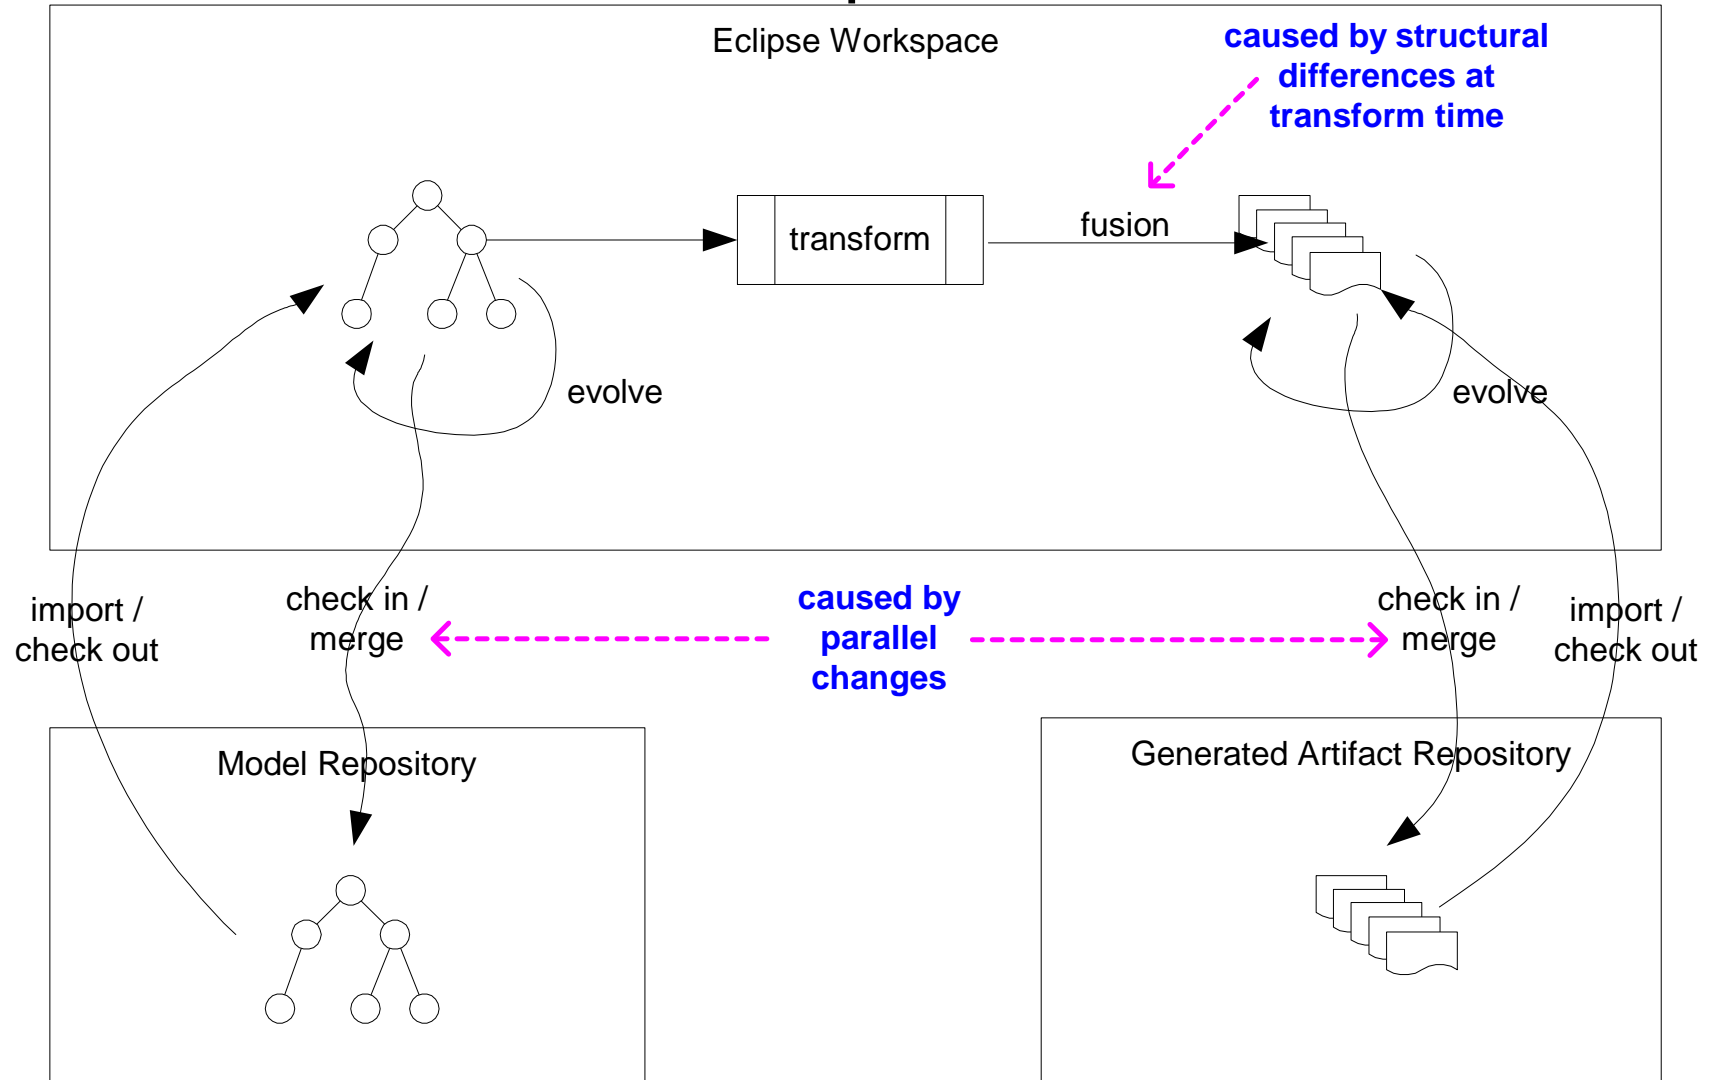 Eclipse Workspace
caused by structural
differences at
transform time
transform
fusion
evolve
evolve
import /
check out
check in /
merge
caused by
parallel
changes
check in /
merge
import /
check out
Model Repository
Generated Artifact Repository